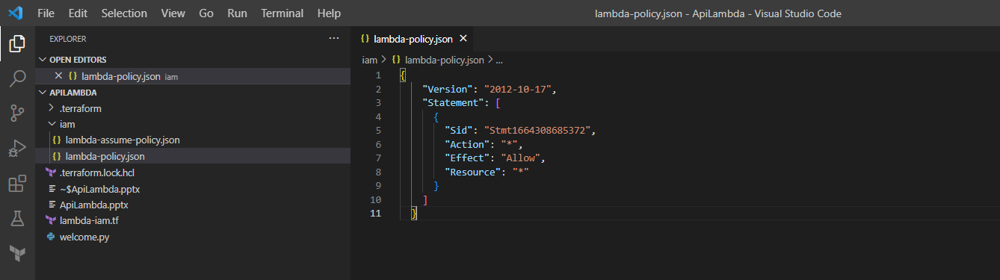 File Edit Selection View Go Run Terminal Help lambda-policy.json - ApiLambda - Visual Studio Code
EXPLORER ...
OPEN EDITORS
{} lambda-policy.json iam
APILAMBDA
.terraform
iam
{} lambda-assume-policy.json
{} lambda-policy.json
.terraform.lock.hcl
~$ApiLambda.pptx
ApiLambda.pptx
lambda-iam.tf
welcome.py
{} lambda-policy.json
iam > {} lambda-policy.json > ...
1 {
2 "Version": "2012-10-17",
3 "Statement": [
4 {
5 "Sid": "Stmt1664308685372",
6 "Action": "*",
7 "Effect": "Allow",
8 "Resource": "*"
9 }
10 ]
11 }